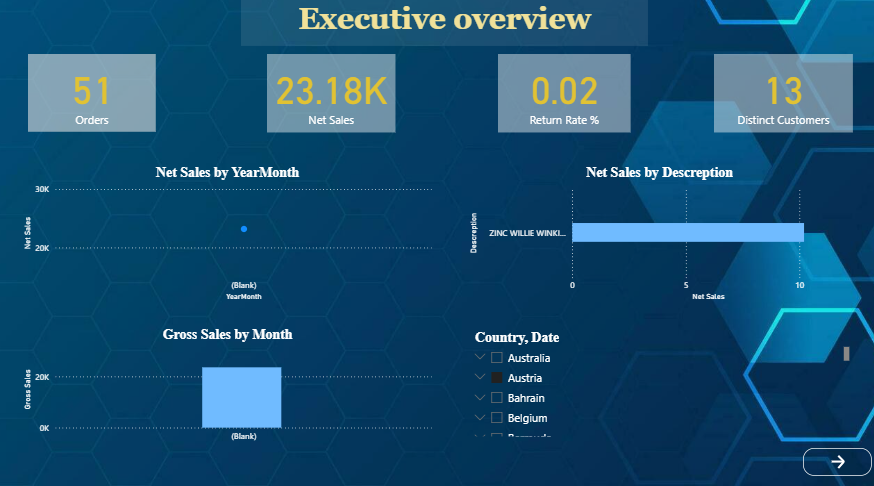 Executive overview
51
Orders
23.18K
Net Sales
0.02
Return Rate %
13
Distinct Customers
Net Sales by YearMonth
30K
20K
Net Sales
(Blank)
YearMonth
Net Sales by Descreption
Descreption
ZINC WILLIE WINKI...
0
5
10
Net Sales
Gross Sales by Month
20K
0K
Gross Sales
(Blank)
Country, Date
Australia
Austria
Bahrain
Belgium